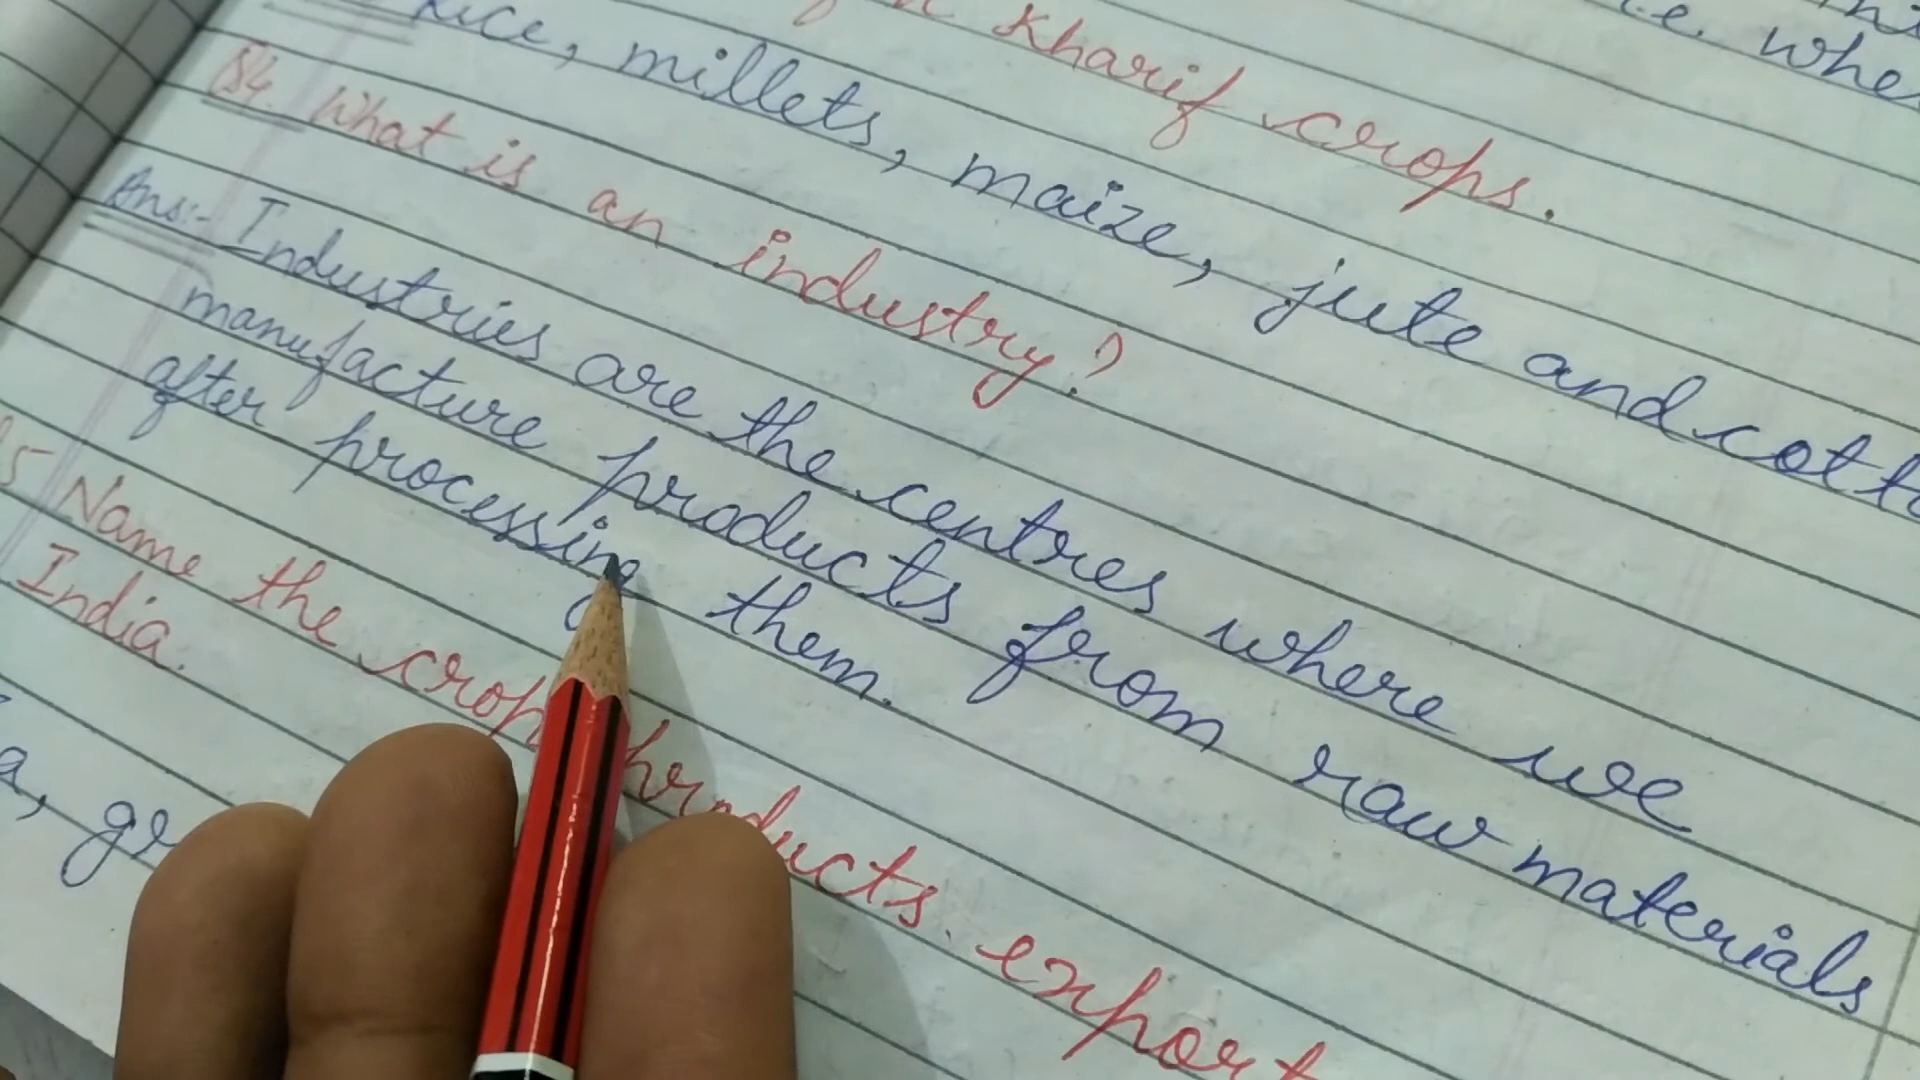 Kharif crops.
Rice, millets, maize, jute and
i.e.
Q4. What is an industry?
Ans:- Industries are the centres where we
manufacture products from raw materials
after processing them.
5 Name the crop products export
India.